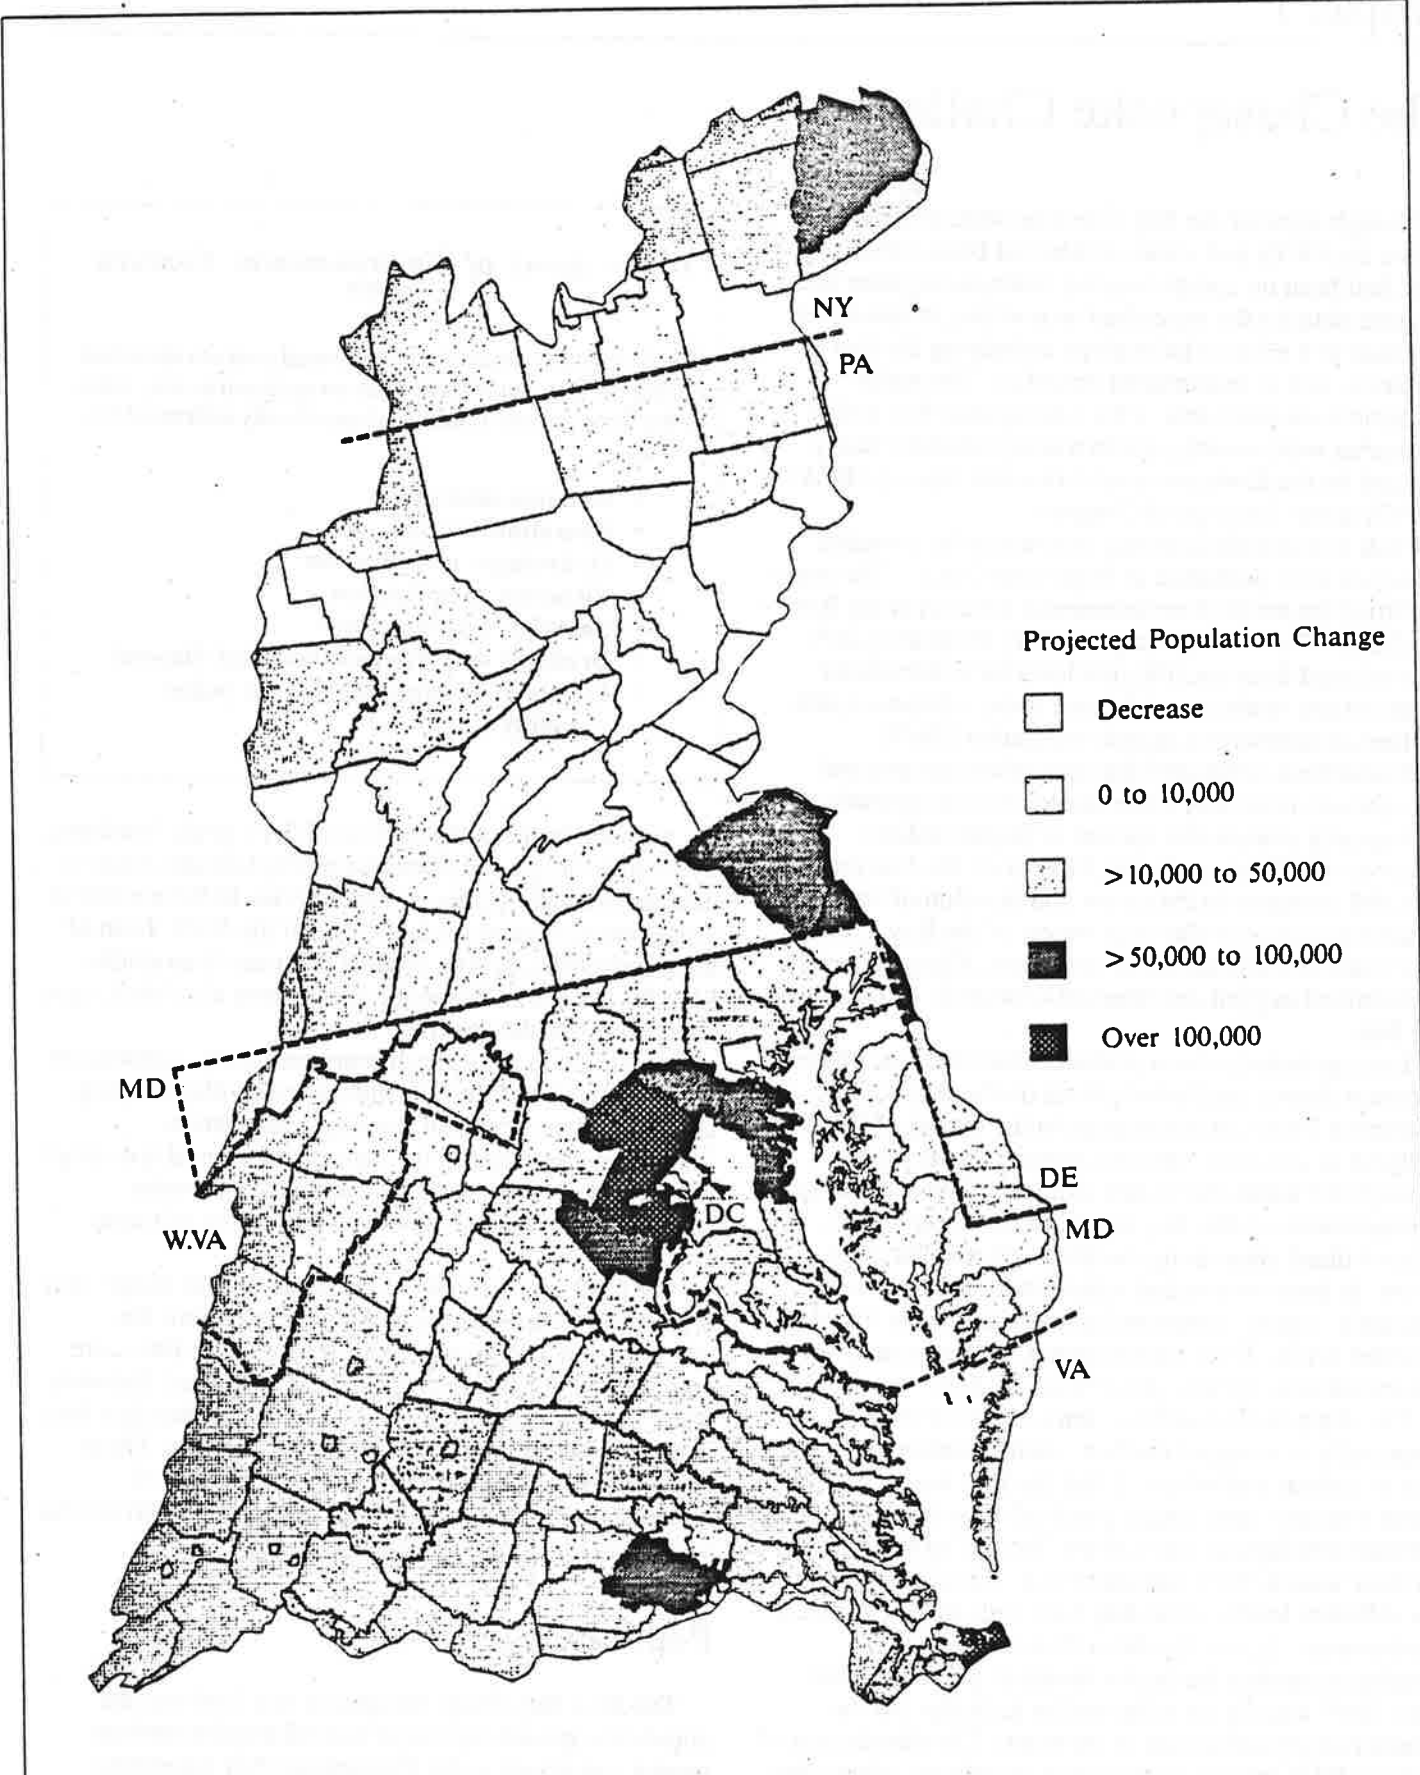 NY
PA
Projected Population Change
Decrease
0 to 10,000
>10,000 to 50,000
>50,000 to 100,000
Over 100,000
MD
DE
DC
MD
W.VA
VA